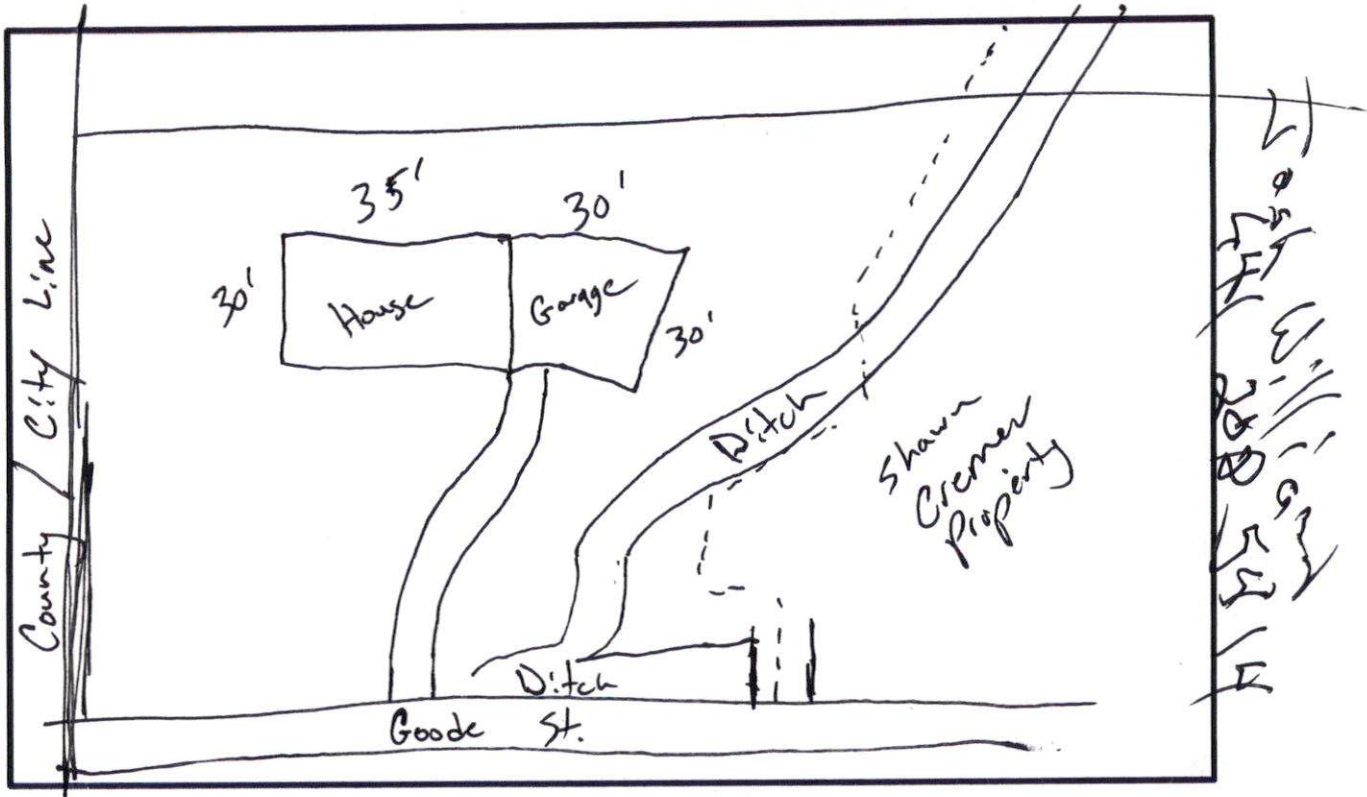 35'
30'
30'
House
Garage
30'
County / City Line
Ditch
Shawn
Cremer
Property
Ditch
Goode St.